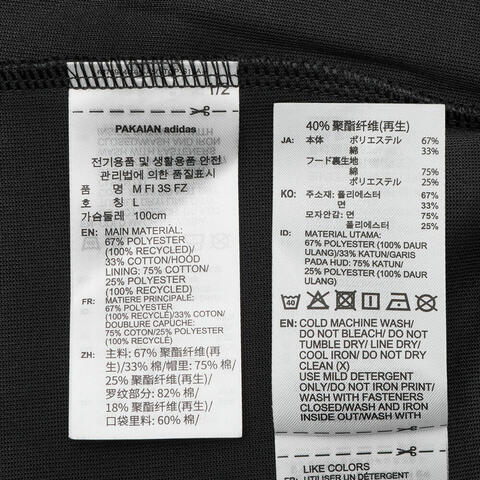 1/2
PAKAIAN adidas
전기용품 및 생활용품 안전
관리법에 의한 품질표시
품 명 M FI 3S FZ
호 칭 L
가슴둘레 100cm
EN: MAIN MATERIAL:
67% POLYESTER
(100% RECYCLED)/
33% COTTON/HOOD
LINING: 75% COTTON/
25% POLYESTER
(100% RECYCLED)
FR: MATIERE PRINCIPALE:
67% POLYESTER
(100% RECYCLÉ)/33% COTON/
DOUBLURE CAPUCHE:
75% COTON/25% POLYESTER
(100% RECYCLÉ)
ZH: 主料: 67% 聚酯纤维(再
生)/33% 棉/帽里: 75% 棉/
25% 聚酯纤维(再生)/
罗纹部分: 82% 棉/
18% 聚酯纤维(再生)/
口袋里料: 60% 棉/
40% 聚酯纤维(再生)
JA: 本体 ポリエステル 67%
綿 33%
フード裏生地
綿 75%
ポリエステル 25%
KO: 주소재: 폴리에스터 67%
면 33%
모자안감: 면 75%
폴리에스터 25%
ID: MATERIAL UTAMA:
67% POLYESTER (100% DAUR
ULANG)/33% KATUN/GARIS
PADA HUD: 75% KATUN/
25% POLYESTER (100% DAUR
ULANG)
40
EN: COLD MACHINE WASH/
DO NOT BLEACH/ DO NOT
TUMBLE DRY/ LINE DRY/
COOL IRON/ DO NOT DRY
CLEAN (X)
USE MILD DETERGENT
ONLY/DO NOT IRON PRINT/
WASH WITH FASTENERS
CLOSED/WASH AND IRON
INSIDE OUT/WASH WITH
LIKE COLORS
FR: UTILISER UN DÉTERGENT